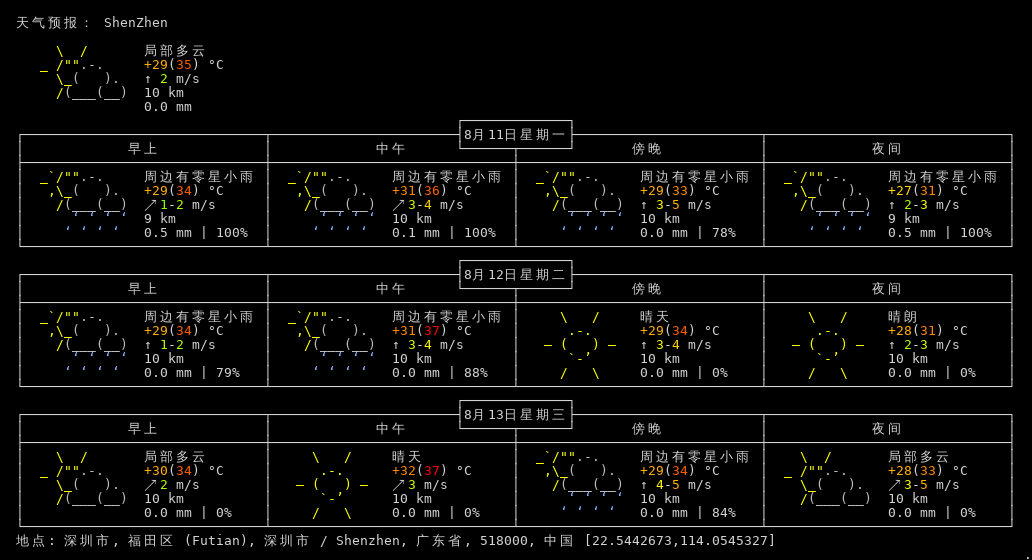 天气预报： ShenZhen
局部多云
+29(35) °C
↑ 2 m/s
10 km
0.0 mm
8月11日星期一
早上 中午 傍晚 夜间
周边有零星小雨 周边有零星小雨 周边有零星小雨 周边有零星小雨
+29(34) °C +31(36) °C +29(33) °C +27(31) °C
↗ 1-2 m/s ↗ 3-4 m/s ↑ 3-5 m/s ↑ 2-3 m/s
9 km 10 km 10 km 9 km
0.5 mm | 100% 0.1 mm | 100% 0.0 mm | 78% 0.5 mm | 100%
8月12日星期二
早上 中午 傍晚 夜间
周边有零星小雨 周边有零星小雨 晴天 晴朗
+29(34) °C +31(37) °C +29(34) °C +28(31) °C
↑ 1-2 m/s ↑ 3-4 m/s ↑ 3-4 m/s ↑ 2-3 m/s
10 km 10 km 10 km 10 km
0.0 mm | 79% 0.0 mm | 88% 0.0 mm | 0% 0.0 mm | 0%
8月13日星期三
早上 中午 傍晚 夜间
局部多云 晴天 周边有零星小雨 局部多云
+30(34) °C +32(37) °C +29(34) °C +28(33) °C
↗ 2 m/s ↗ 3 m/s ↑ 4-5 m/s ↗ 3-5 m/s
10 km 10 km 10 km 10 km
0.0 mm | 0% 0.0 mm | 0% 0.0 mm | 84% 0.0 mm | 0%
地点: 深圳市, 福田区 (Futian), 深圳市 / Shenzhen, 广东省, 518000, 中国 [22.5442673,114.0545327]